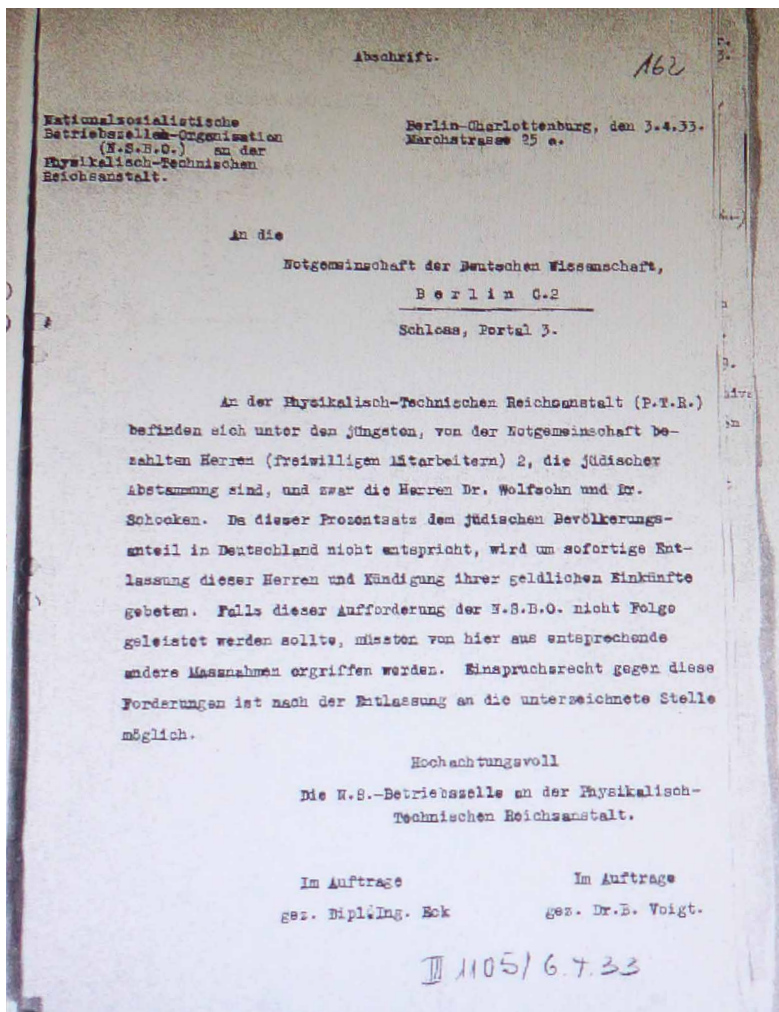 Abschrift.
162
Nationalsozialistische
Betriebszellen-Organisation
(N.S.B.O.) an der
Physikalisch-Technischen
Reichsanstalt.
Berlin-Charlottenburg, den 3.4.33.
Marchstrasse 25 a.
An die
Notgemeinschaft der Deutschen Wissenschaft,
Berlin C.2
Schloss, Portal 3.
An der Physikalisch-Technischen Reichsanstalt (P.T.R.)
befinden sich unter den jüngsten, von der Notgemeinschaft be-
zahlten Herren (freiwilligen Mitarbeitern) 2, die jüdischer
Abstammung sind, und zwar die Herren Dr. Wolfsohn und Dr.
Schocken. Da dieser Prozentsatz dem jüdischen Bevölkerungs-
anteil in Deutschland nicht entspricht, wird um sofortige Ent-
lassung dieser Herren und Kündigung ihrer geldlichen Einkünfte
gebeten. Falls dieser Aufforderung der N.S.B.O. nicht Folge
geleistet werden sollte, müssten von hier aus entsprechende
andere Massnahmen ergriffen werden. Einspruchsrecht gegen diese
Forderungen ist nach der Entlassung an die unterzeichnete Stelle
möglich.
Hochachtungsvoll
Die N.S.-Betriebszelle an der Physikalisch-
Technischen Reichsanstalt.
Im Auftrage
gez. Dipl.Ing. Eck
Im Auftrage
gez. Dr.B. Voigt.
III 1105/6.4.33